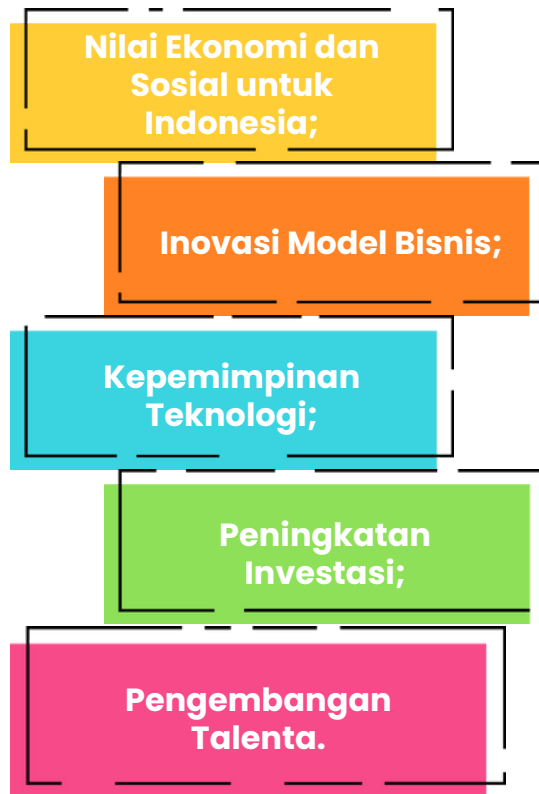 Nilai Ekonomi dan
Sosial untuk
Indonesia;
Inovasi Model Bisnis;
Kepemimpinan
Teknologi;
Peningkatan
Investasi;
Pengembangan
Talenta.